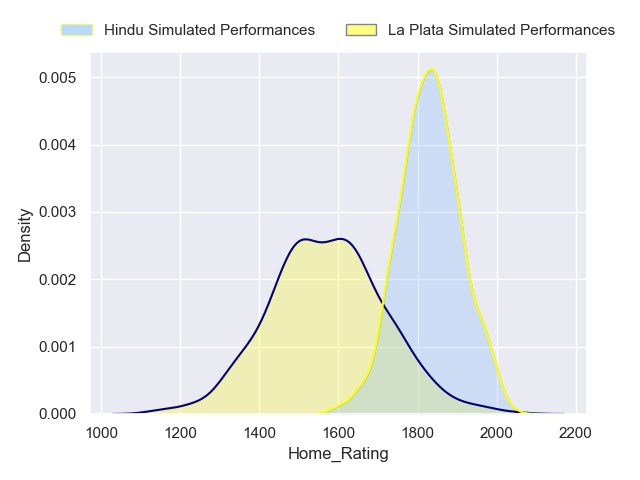 Hindu Simulated Performances
La Plata Simulated Performances
0.005
0.004
0.003
0.002
0.001
0.000
Density
1000 1200 1400 1600 1800 2000 2200
Home_Rating